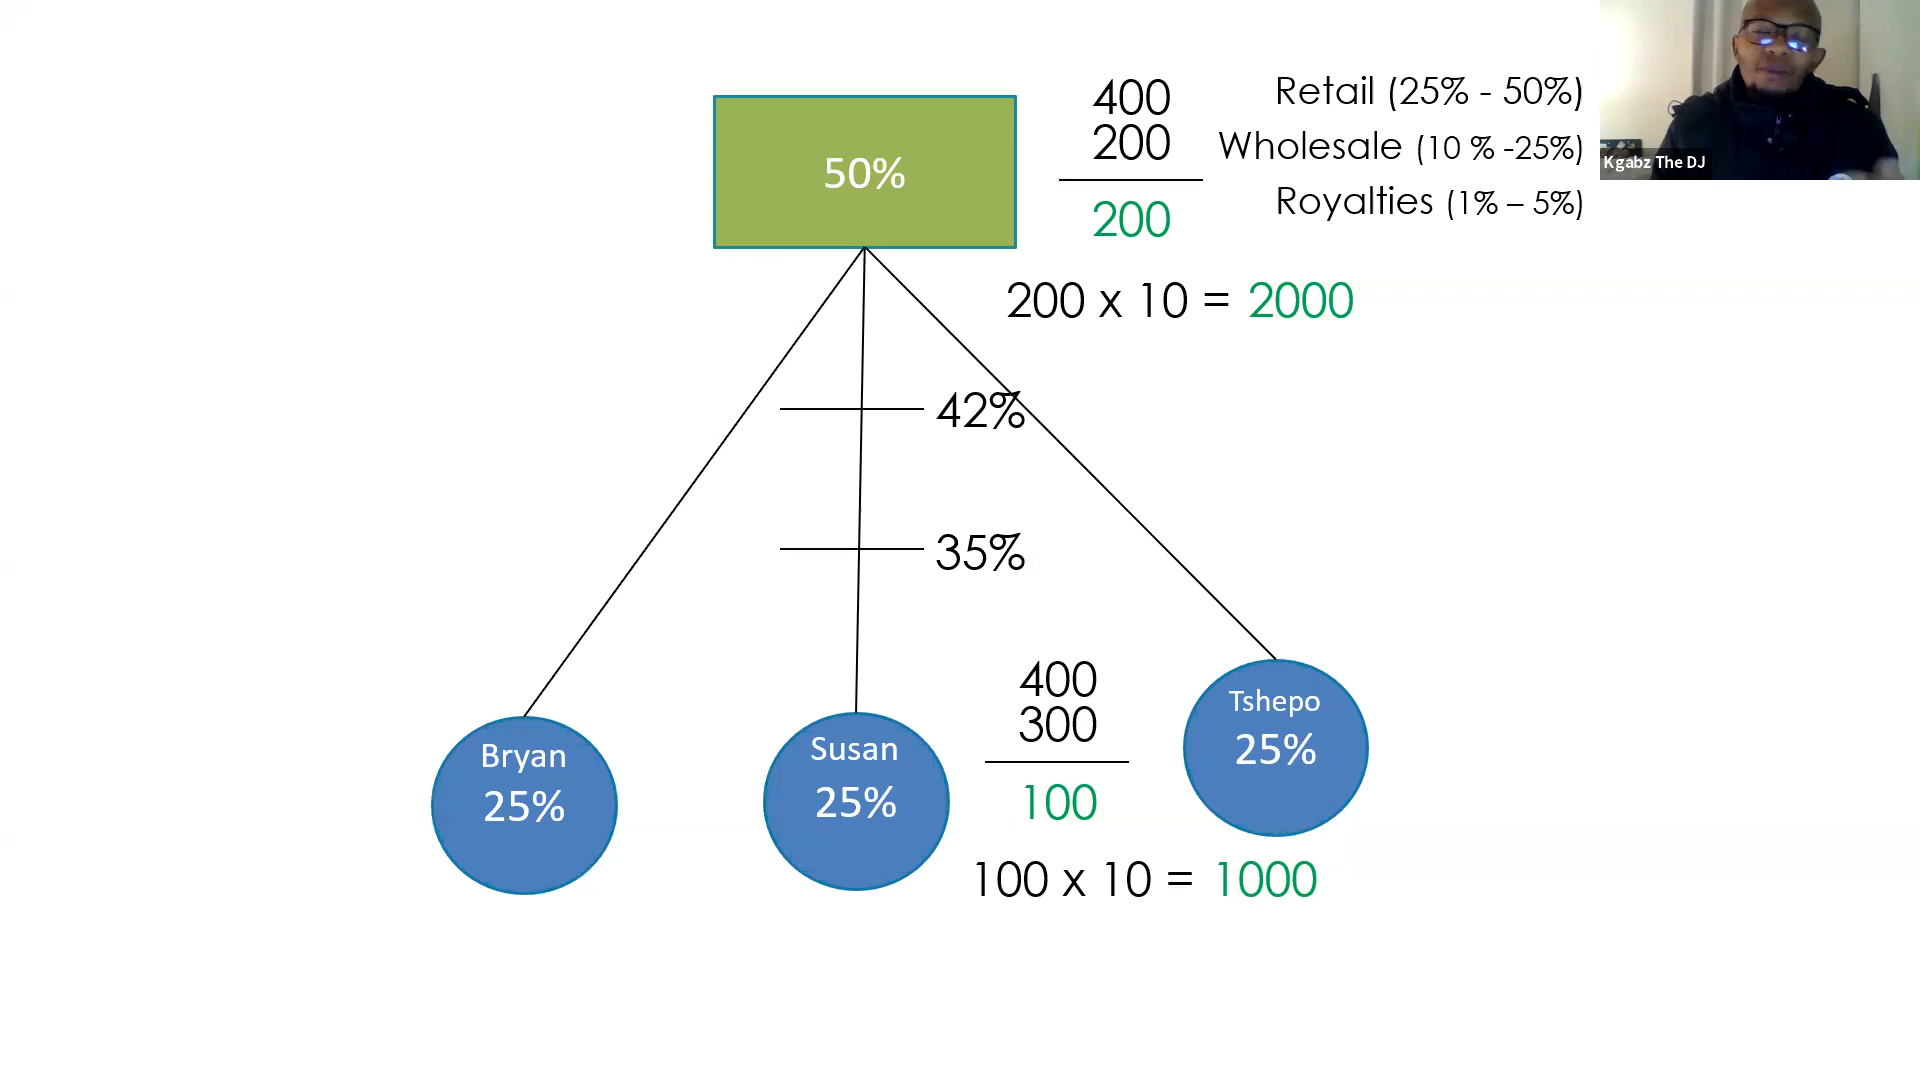 50%
400
200
200
Retail (25% - 50%)
Wholesale (10 % -25%)
Royalties (1% – 5%)
Kgabz The DJ
200 x 10 = 2000
42%
35%
Bryan
25%
Susan
25%
400
300
100
Tshepo
25%
100 x 10 = 1000